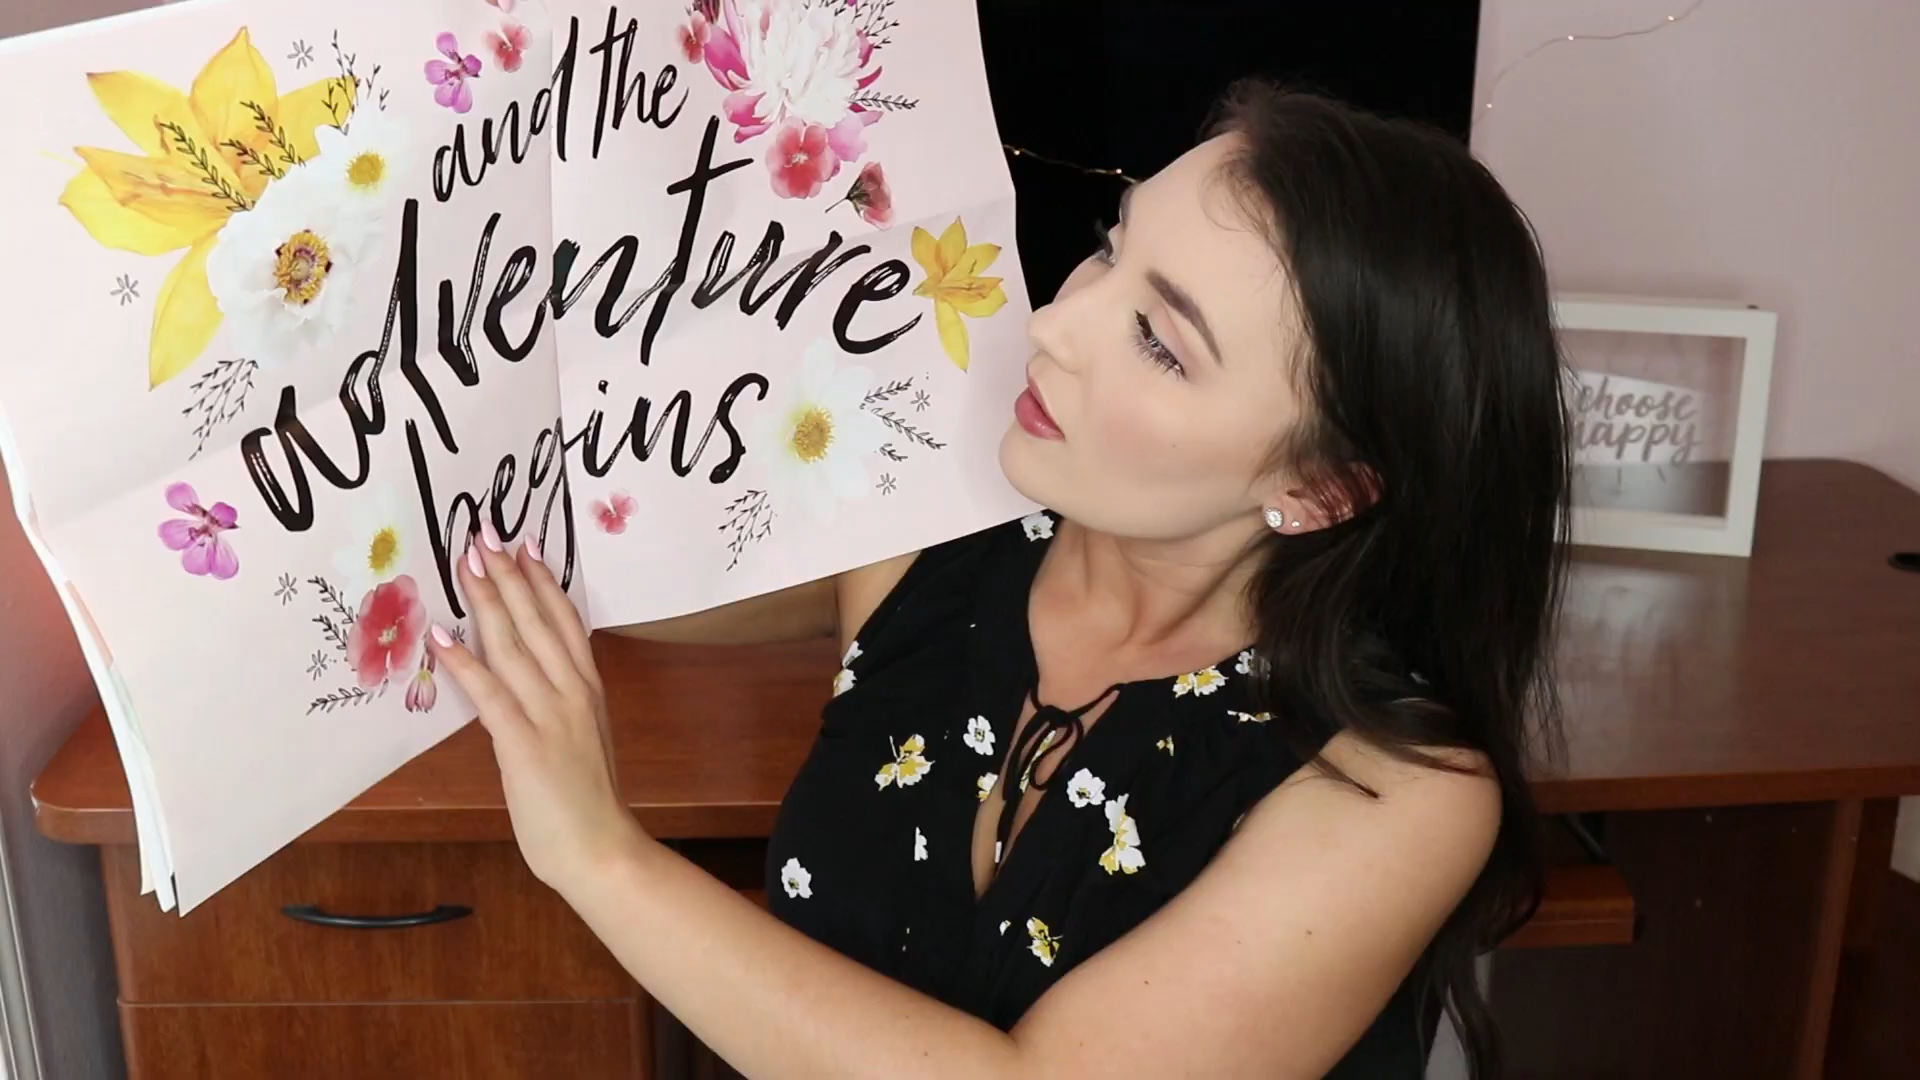 and the
adventure
begins
choose
happy